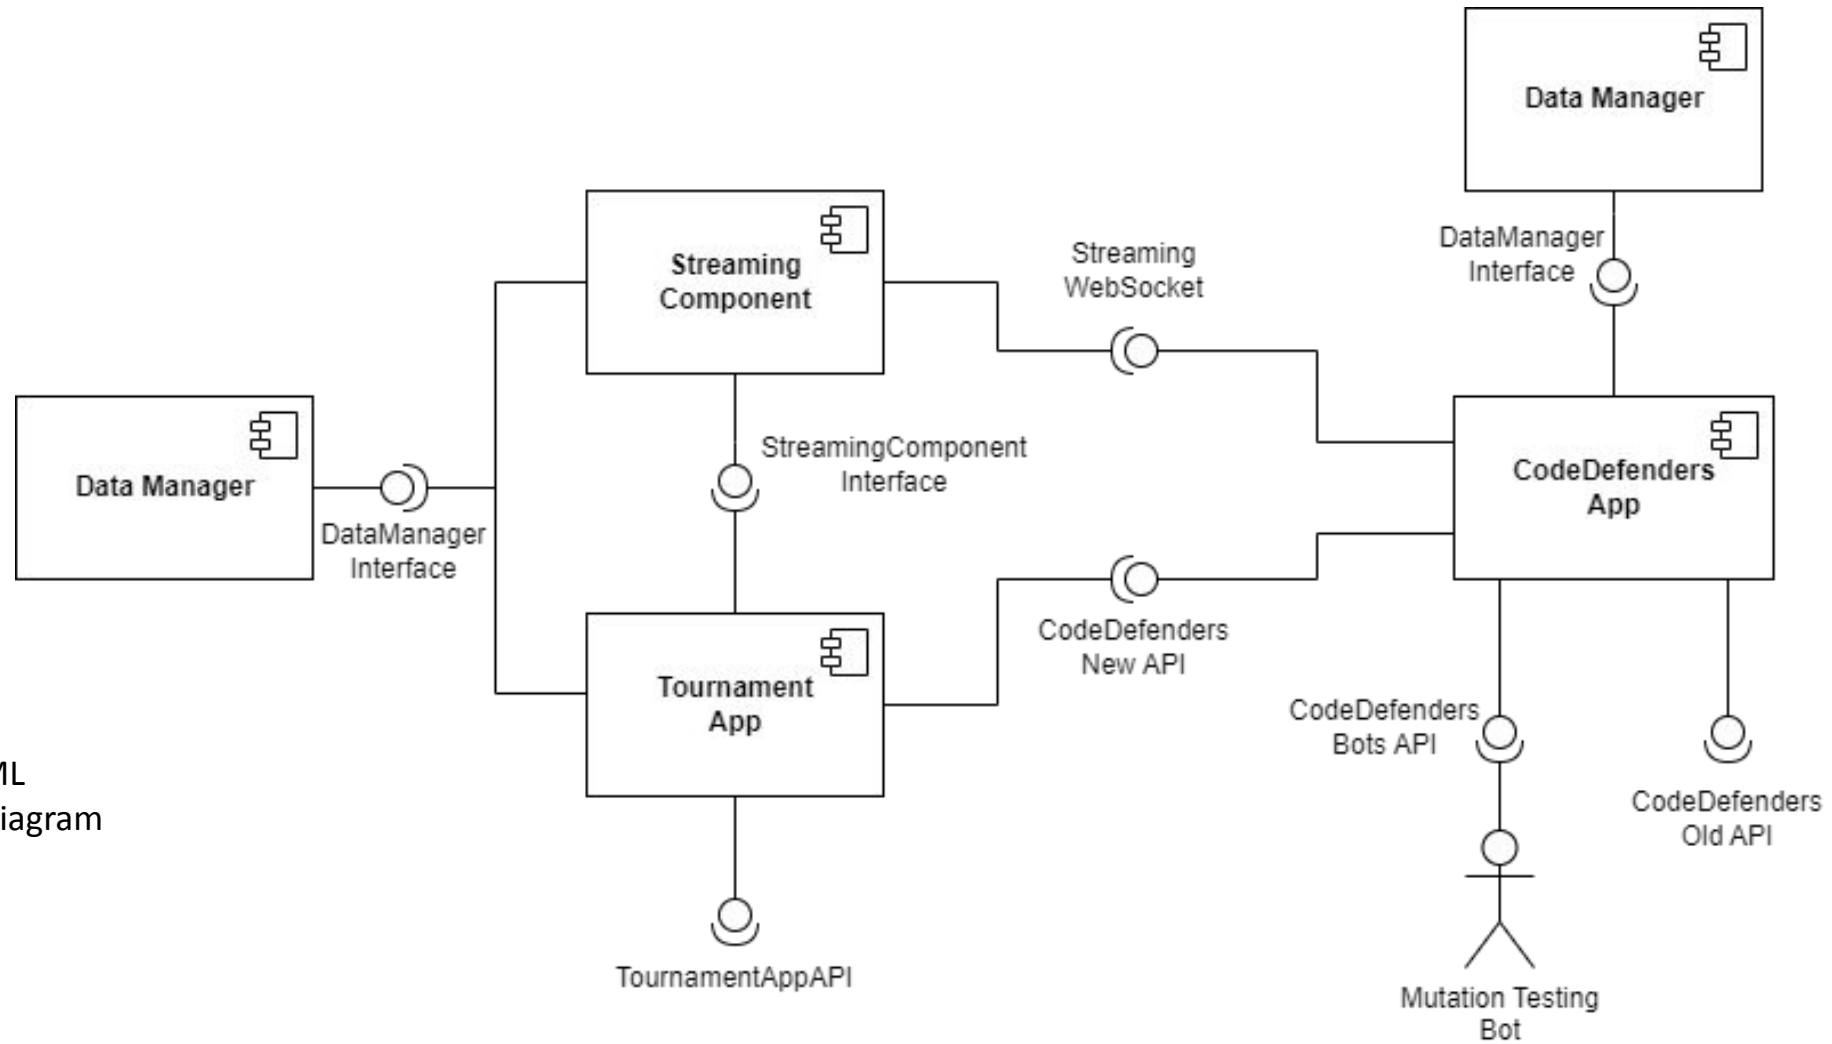 Data Manager
DataManager
Interface
Streaming
Component
Streaming
WebSocket
DataManager
Interface
Data Manager
StreamingComponent
Interface
CodeDefenders
App
Tournament
App
CodeDefenders
New API
CodeDefenders
Bots API
CodeDefenders
Old API
ML
iagram
TournamentAppAPI
Mutation Testing
Bot